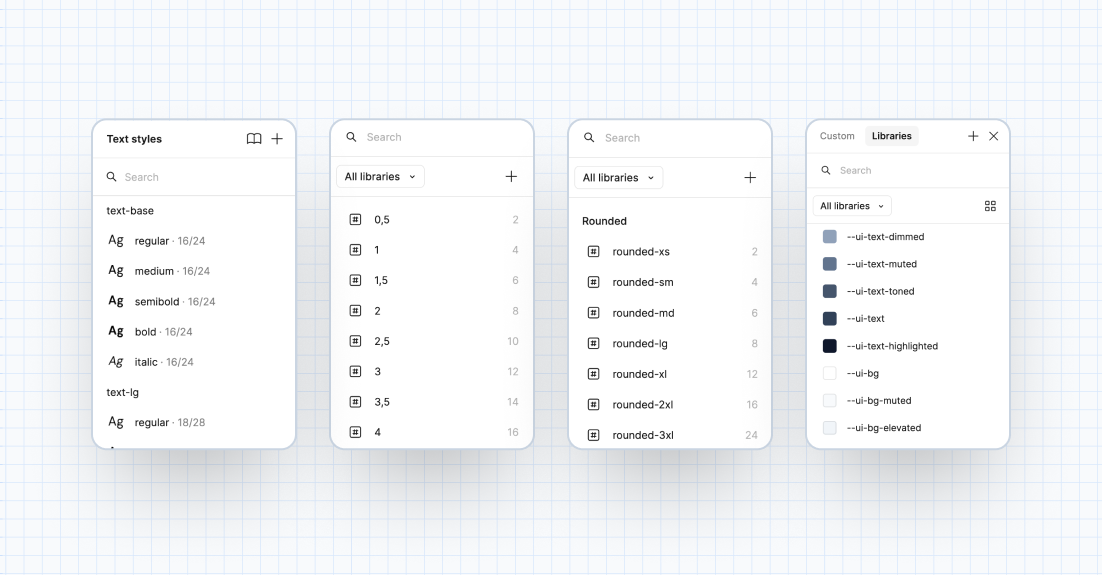 Text styles
Search
text-base
Ag regular · 16/24
Ag medium · 16/24
Ag semibold · 16/24
Ag bold · 16/24
Ag italic · 16/24
text-lg
Ag regular · 18/28
Search
All libraries
0,5 2
1 4
1,5 6
2 8
2,5 10
3 12
3,5 14
4 16
Search
All libraries
Rounded
rounded-xs 2
rounded-sm 4
rounded-md 6
rounded-lg 8
rounded-xl 12
rounded-2xl 16
rounded-3xl 24
Custom Libraries
Search
All libraries
--ui-text-dimmed
--ui-text-muted
--ui-text-toned
--ui-text
--ui-text-highlighted
--ui-bg
--ui-bg-muted
--ui-bg-elevated